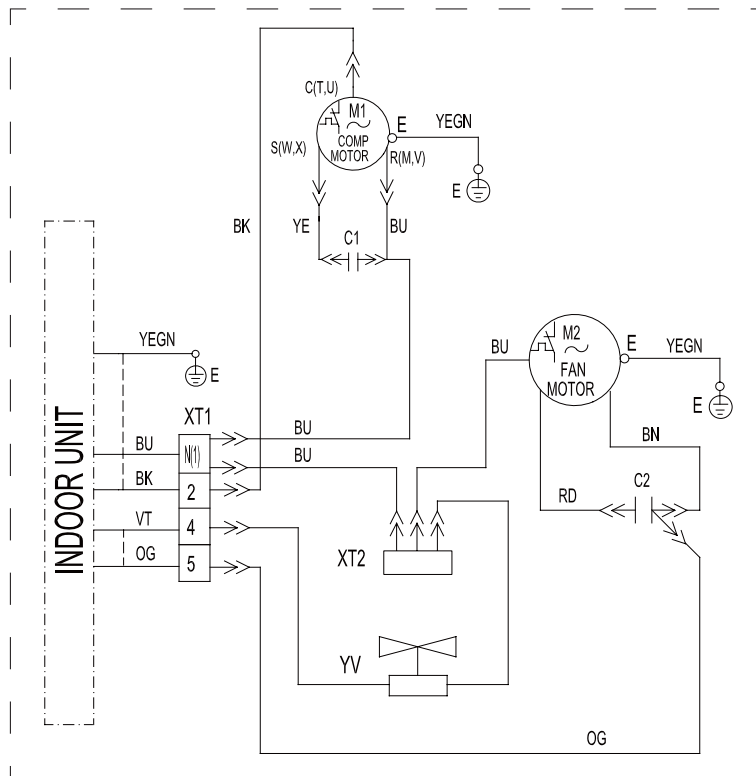 C(T,U)
M1
COMP
MOTOR
E
YEGN
S(W,X)
R(M,V)
E
BK
YE
BU
C1
YEGN
E
BU
M2
FAN
MOTOR
E
YEGN
E
INDOOR UNIT
XT1
BU
N(1)
BU
BU
BK
2
VT
4
OG
5
BN
RD
C2
XT2
YV
OG